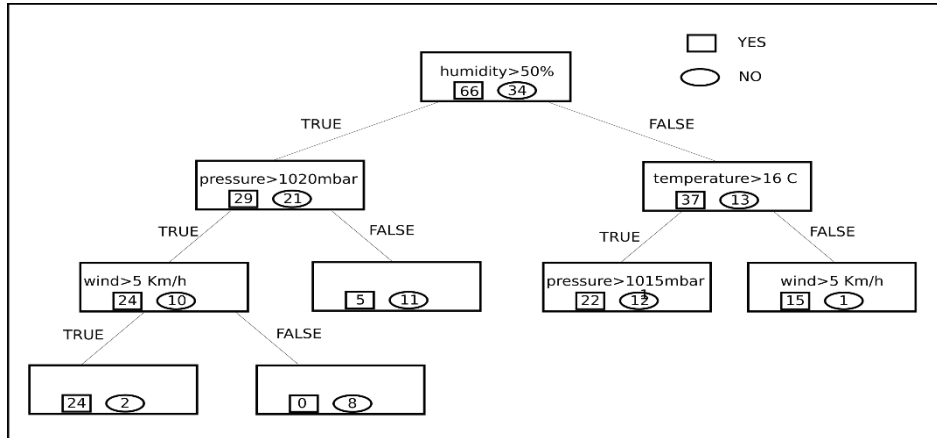 humidity>50%
66 34
YES
NO
TRUE
FALSE
pressure>1020mbar
29 21
temperature>16 C
37 13
TRUE
FALSE
TRUE
FALSE
wind>5 Km/h
24 10
5 11
pressure>1015mbar
22 12
1
wind>5 Km/h
15 1
TRUE
FALSE
24 2
0 8